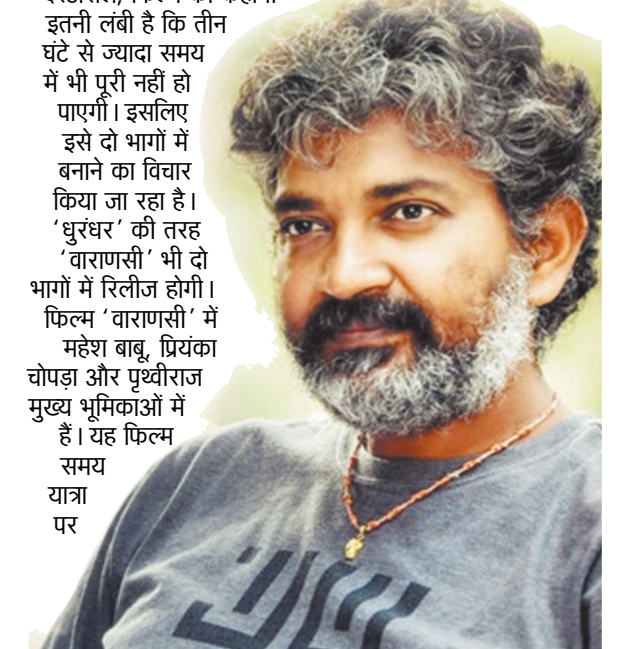 इतनी लंबी है कि तीन
घंटे से ज्यादा समय
में भी पूरी नहीं हो
पाएगी। इसलिए
इसे दो भागों में
बनाने का विचार
किया जा रहा है।
‘धुरंधर’ की तरह
‘वाराणसी’ भी दो
भागों में रिलीज होगी।
फिल्म ‘वाराणसी’ में
महेश बाबू, प्रियंका
चोपड़ा और पृथ्वीराज
मुख्य भूमिकाओं में
हैं। यह फिल्म
समय
यात्रा
पर